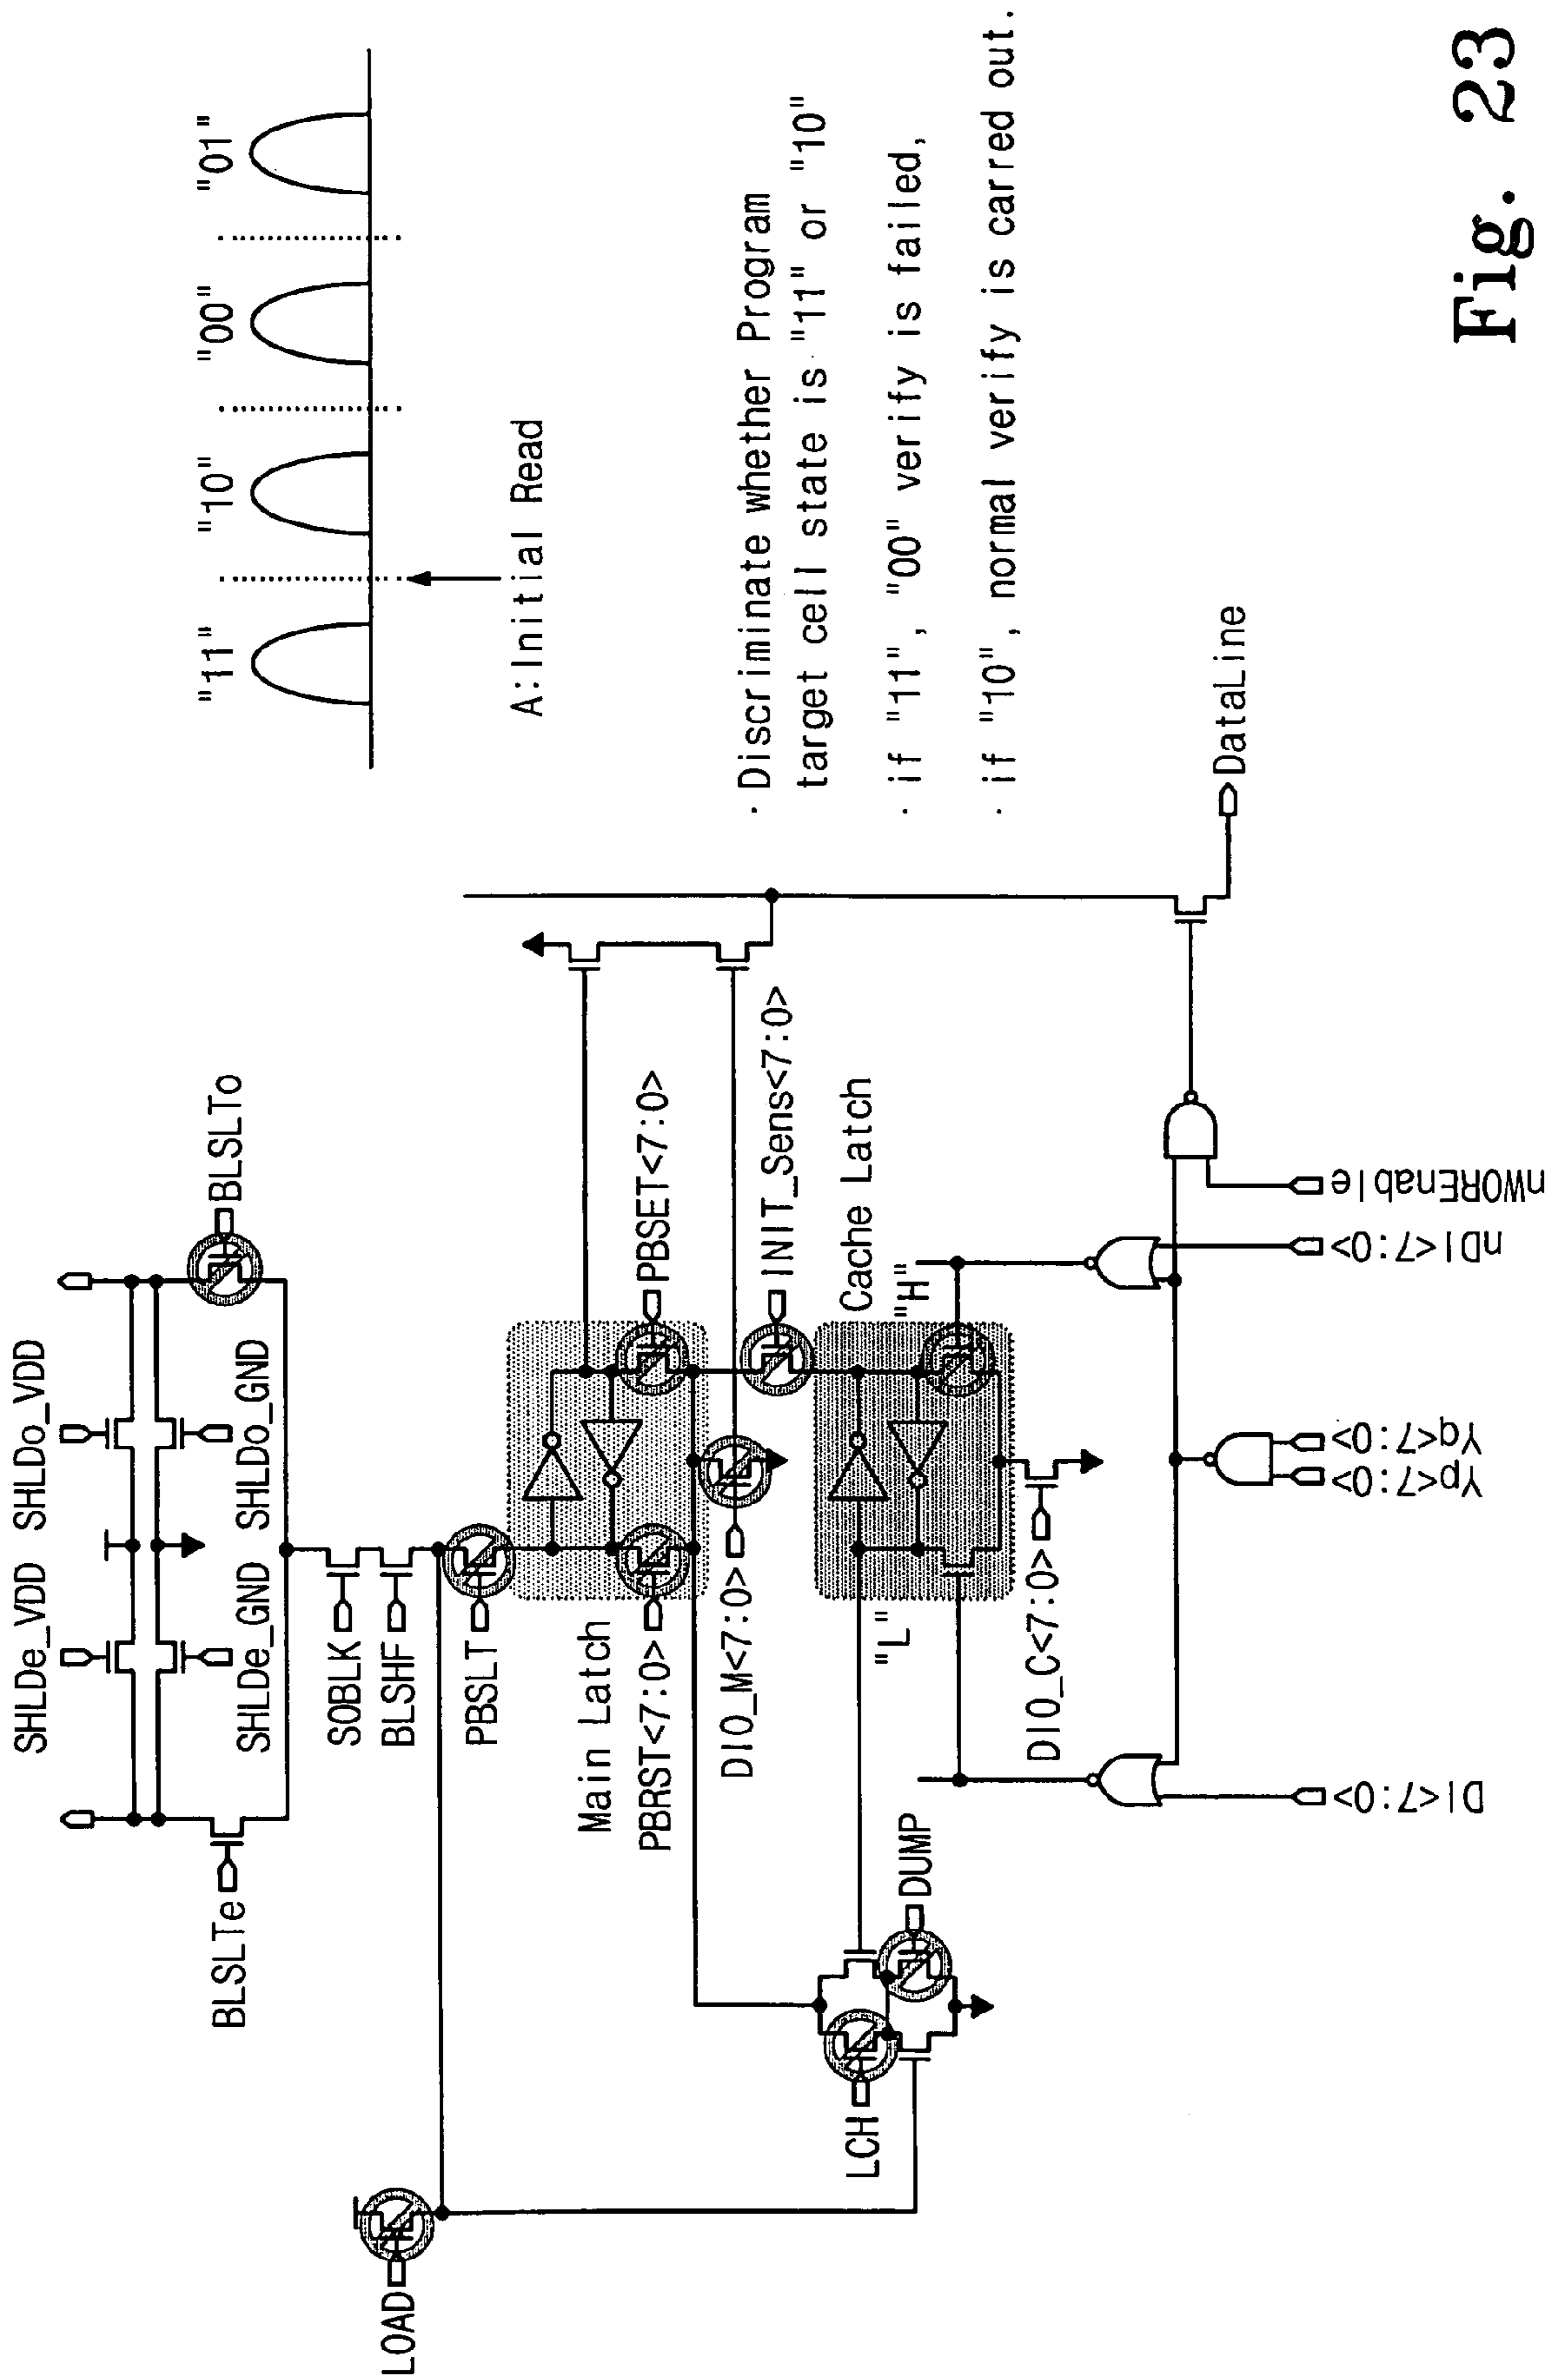 SHLDe_VDD SHLDo_VDD
SHLDe_GND SHLDo_GND
BLSLTe
BLSLTo
SOBLK
BLSHF
PBSLT
LOAD
Main Latch
PBRST<7:0>
PBSET<7:0>
DIO_M<7:0>
INIT_Sens<7:0>
Cache Latch
"L"
"H"
LCH
DUMP
DIO_C<7:0>
DI<7:0>
Yp<7:0>
Yq<7:0>
nDI<7:0>
nWOREnable
DataLine
"11"
"10"
"00"
"01"
A:Initial Read
· Discriminate whether Program
target cell state is "11" or "10"
· if "11", "00" verify is failed,
· if "10", normal verify is carred out.
Fig. 23